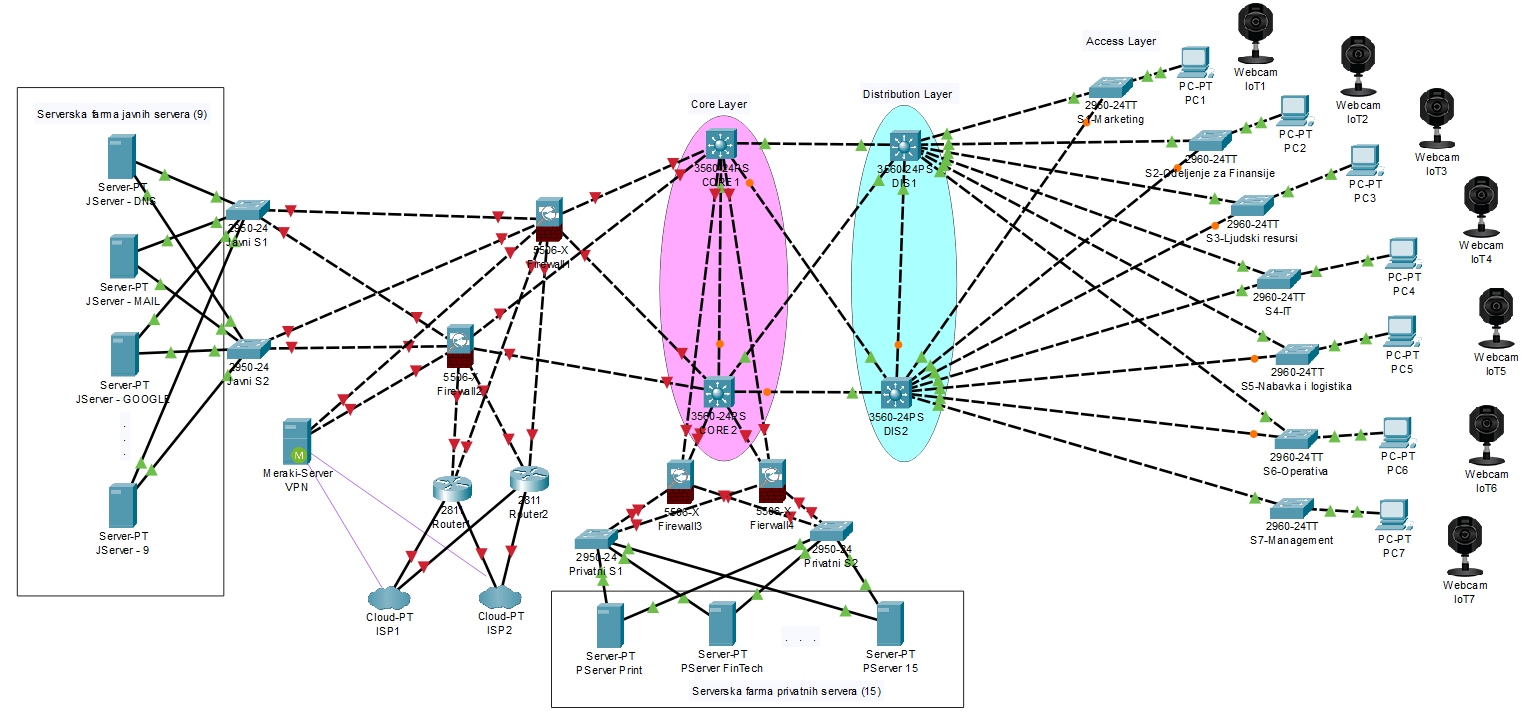 Access Layer
Distribution Layer
Core Layer
Serverska farma javnih servera (9)
Server-PT
JServer - DNS
Server-PT
JServer - MAIL
Server-PT
JServer - GOOGLE
.
.
.
Server-PT
JServer - 9
2950-24
Javni S1
2950-24
Javni S2
5506-X
Firewall1
5506-X
Firewall2
M
Meraki-Server
VPN
2811
Router1
2811
Router2
Cloud-PT
ISP1
Cloud-PT
ISP2
3560-24PS
CORE1
3560-24PS
CORE2
3560-24PS
DIS1
3560-24PS
DIS2
5506-X
Firewall3
5506-X
Fierwall4
2950-24
Privatni S1
2950-24
Privatni S2
Server-PT
PServer Print
Server-PT
PServer FinTech
. . .
Server-PT
PServer 15
Serverska farma privatnih servera (15)
2960-24TT
S1-Marketing
2960-24TT
S2-Odeljenje za Finansije
2960-24TT
S3-Ljudski resursi
2960-24TT
S4-IT
2960-24TT
S5-Nabavka i logistika
2960-24TT
S6-Operativa
2960-24TT
S7-Management
PC-PT
PC1
PC-PT
PC2
PC-PT
PC3
PC-PT
PC4
PC-PT
PC5
PC-PT
PC6
PC-PT
PC7
Webcam
IoT1
Webcam
IoT2
Webcam
IoT3
Webcam
IoT4
Webcam
IoT5
Webcam
IoT6
Webcam
IoT7